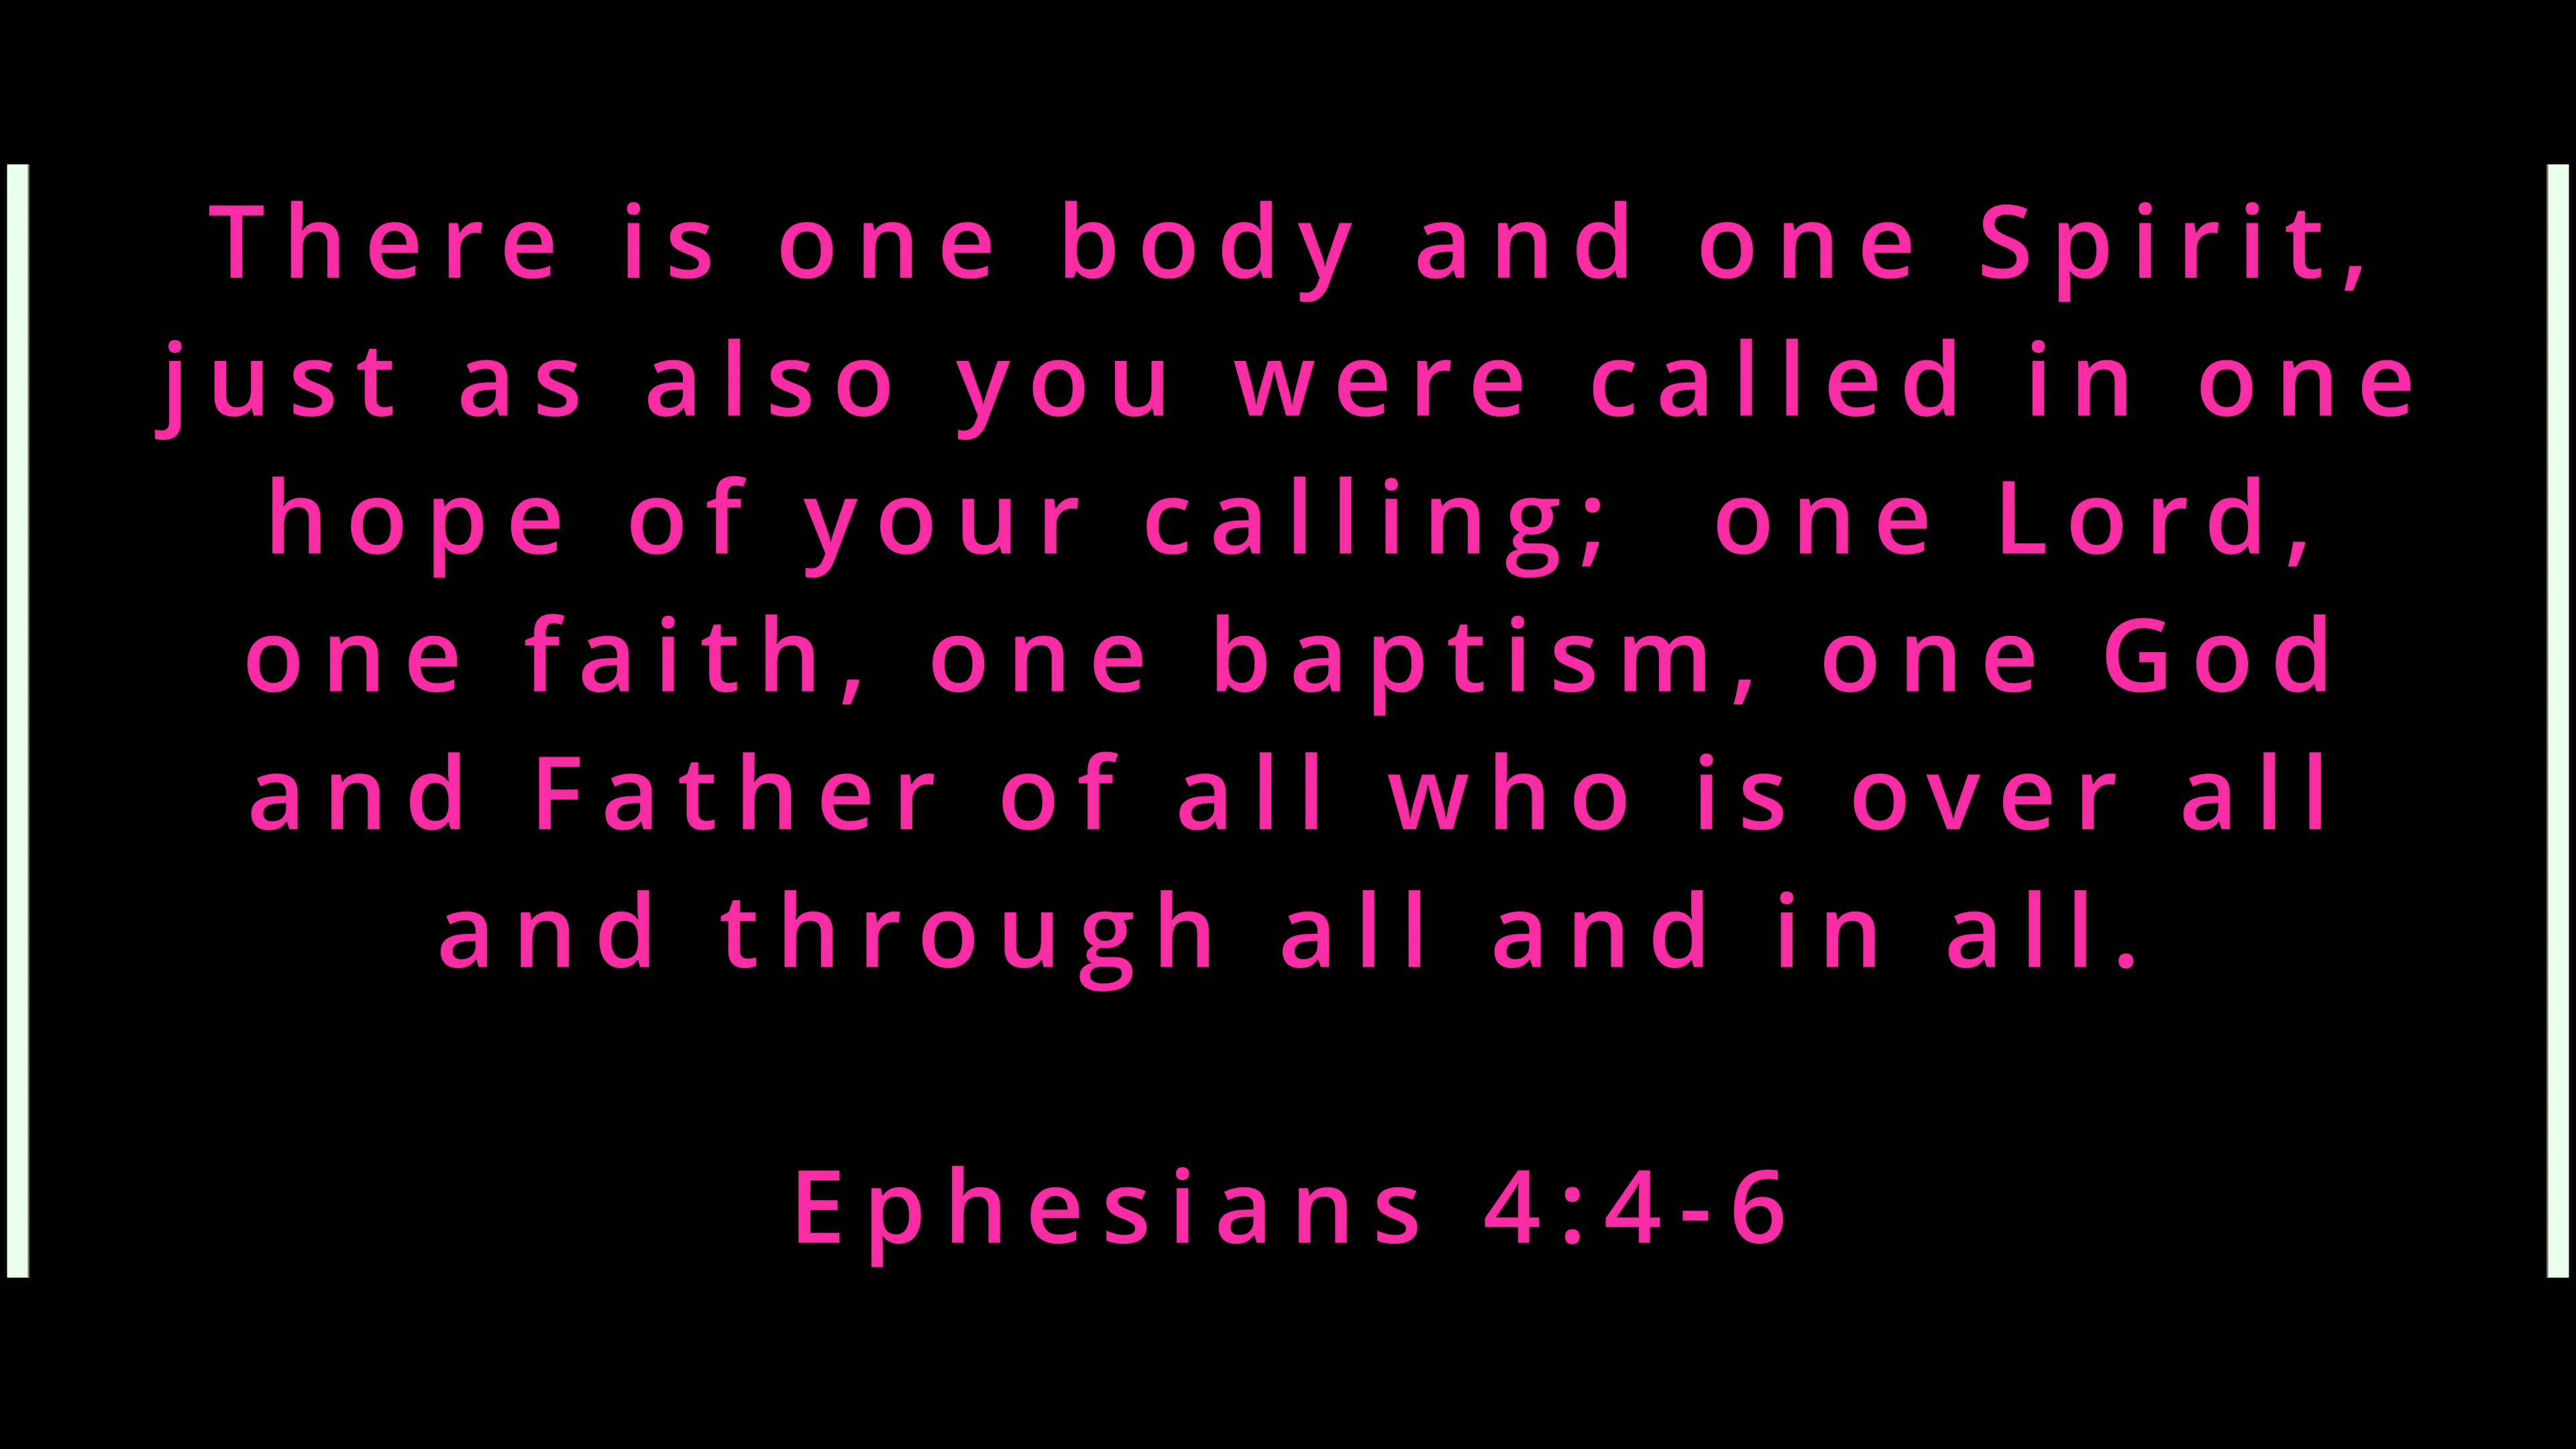 There is one body and one Spirit,
just as also you were called in one
hope of your calling;  one Lord,
one faith, one baptism, one God
and Father of all who is over all
and through all and in all.
Ephesians 4:4-6